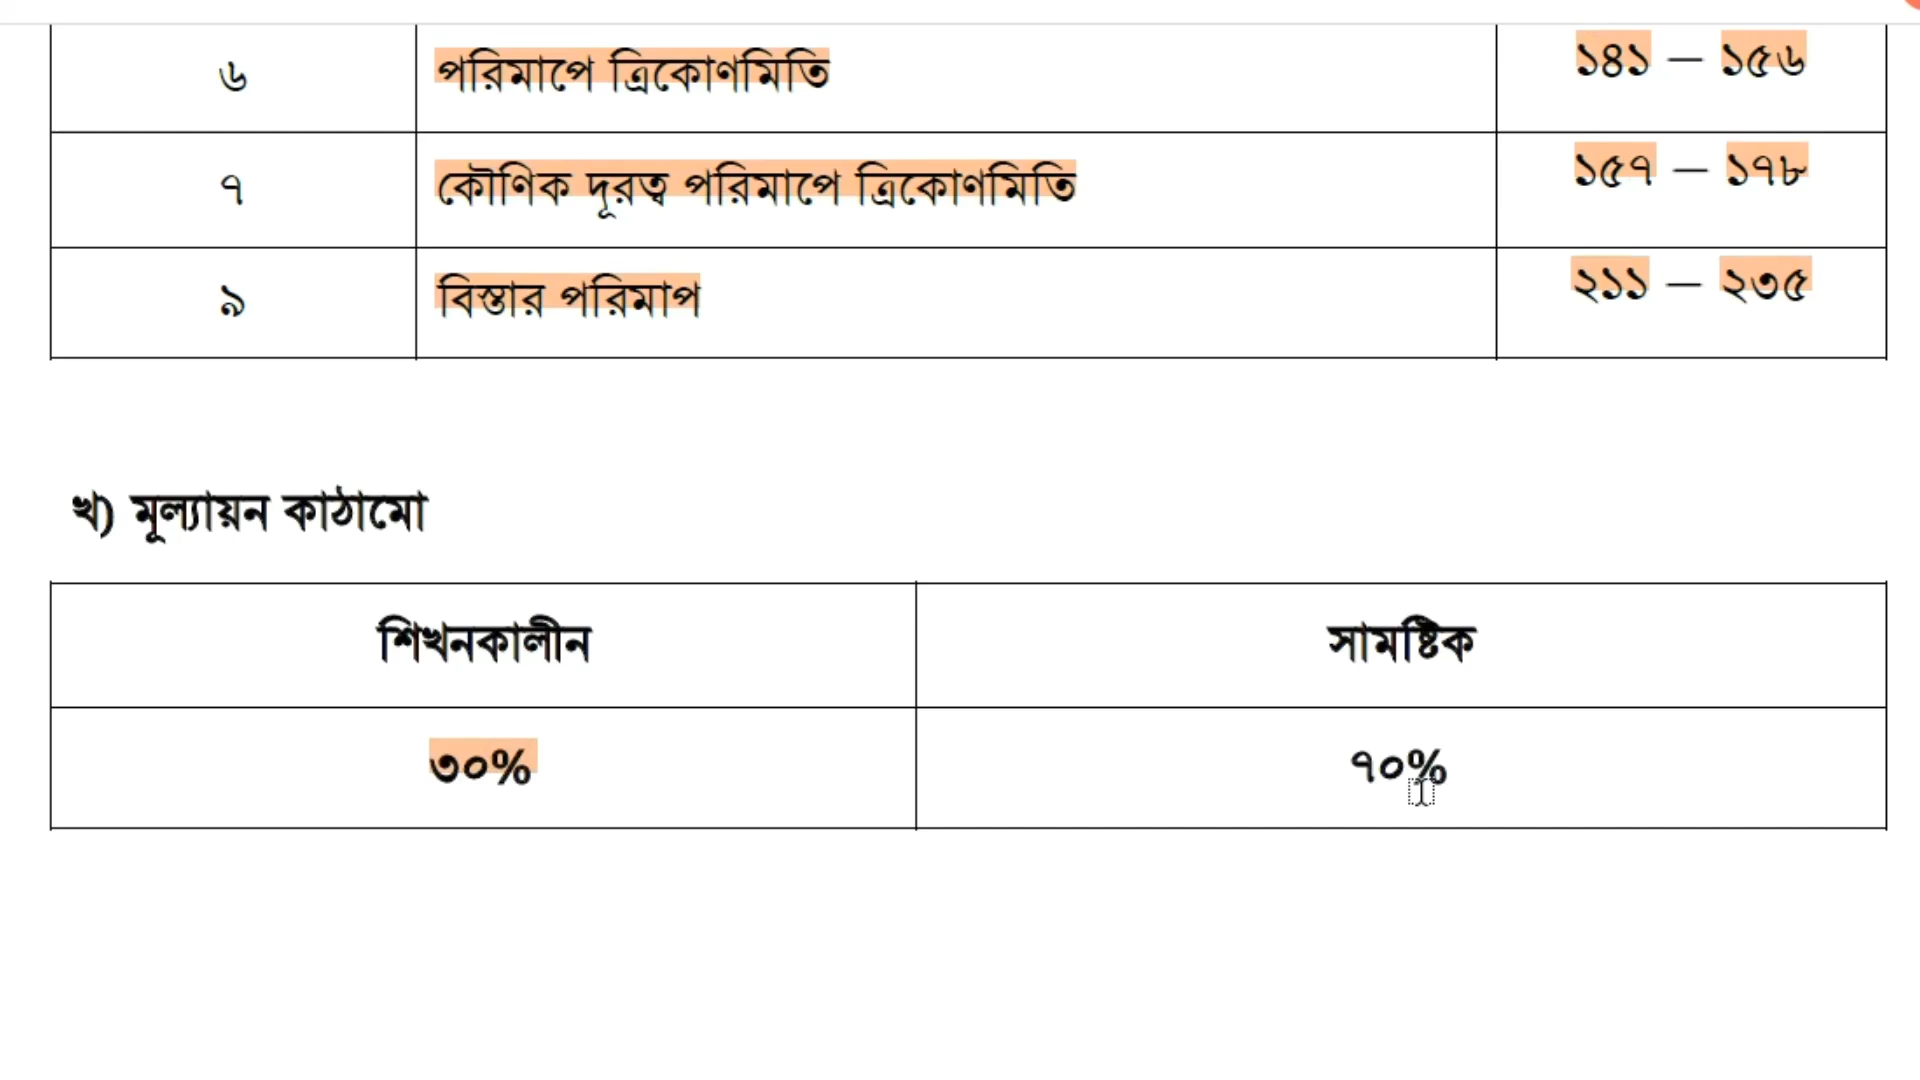 ৬ পরিমাপে ত্রিকোণমিতি ১৪১ – ১৫৬
৭ কৌণিক দূরত্ব পরিমাপে ত্রিকোণমিতি ১৫৭ – ১৭৮
৯ বিস্তার পরিমাপ ২১১ – ২৩৫
খ) মূল্যায়ন কাঠামো
শিখনকালীন সামষ্টিক
৩০% ৭০%